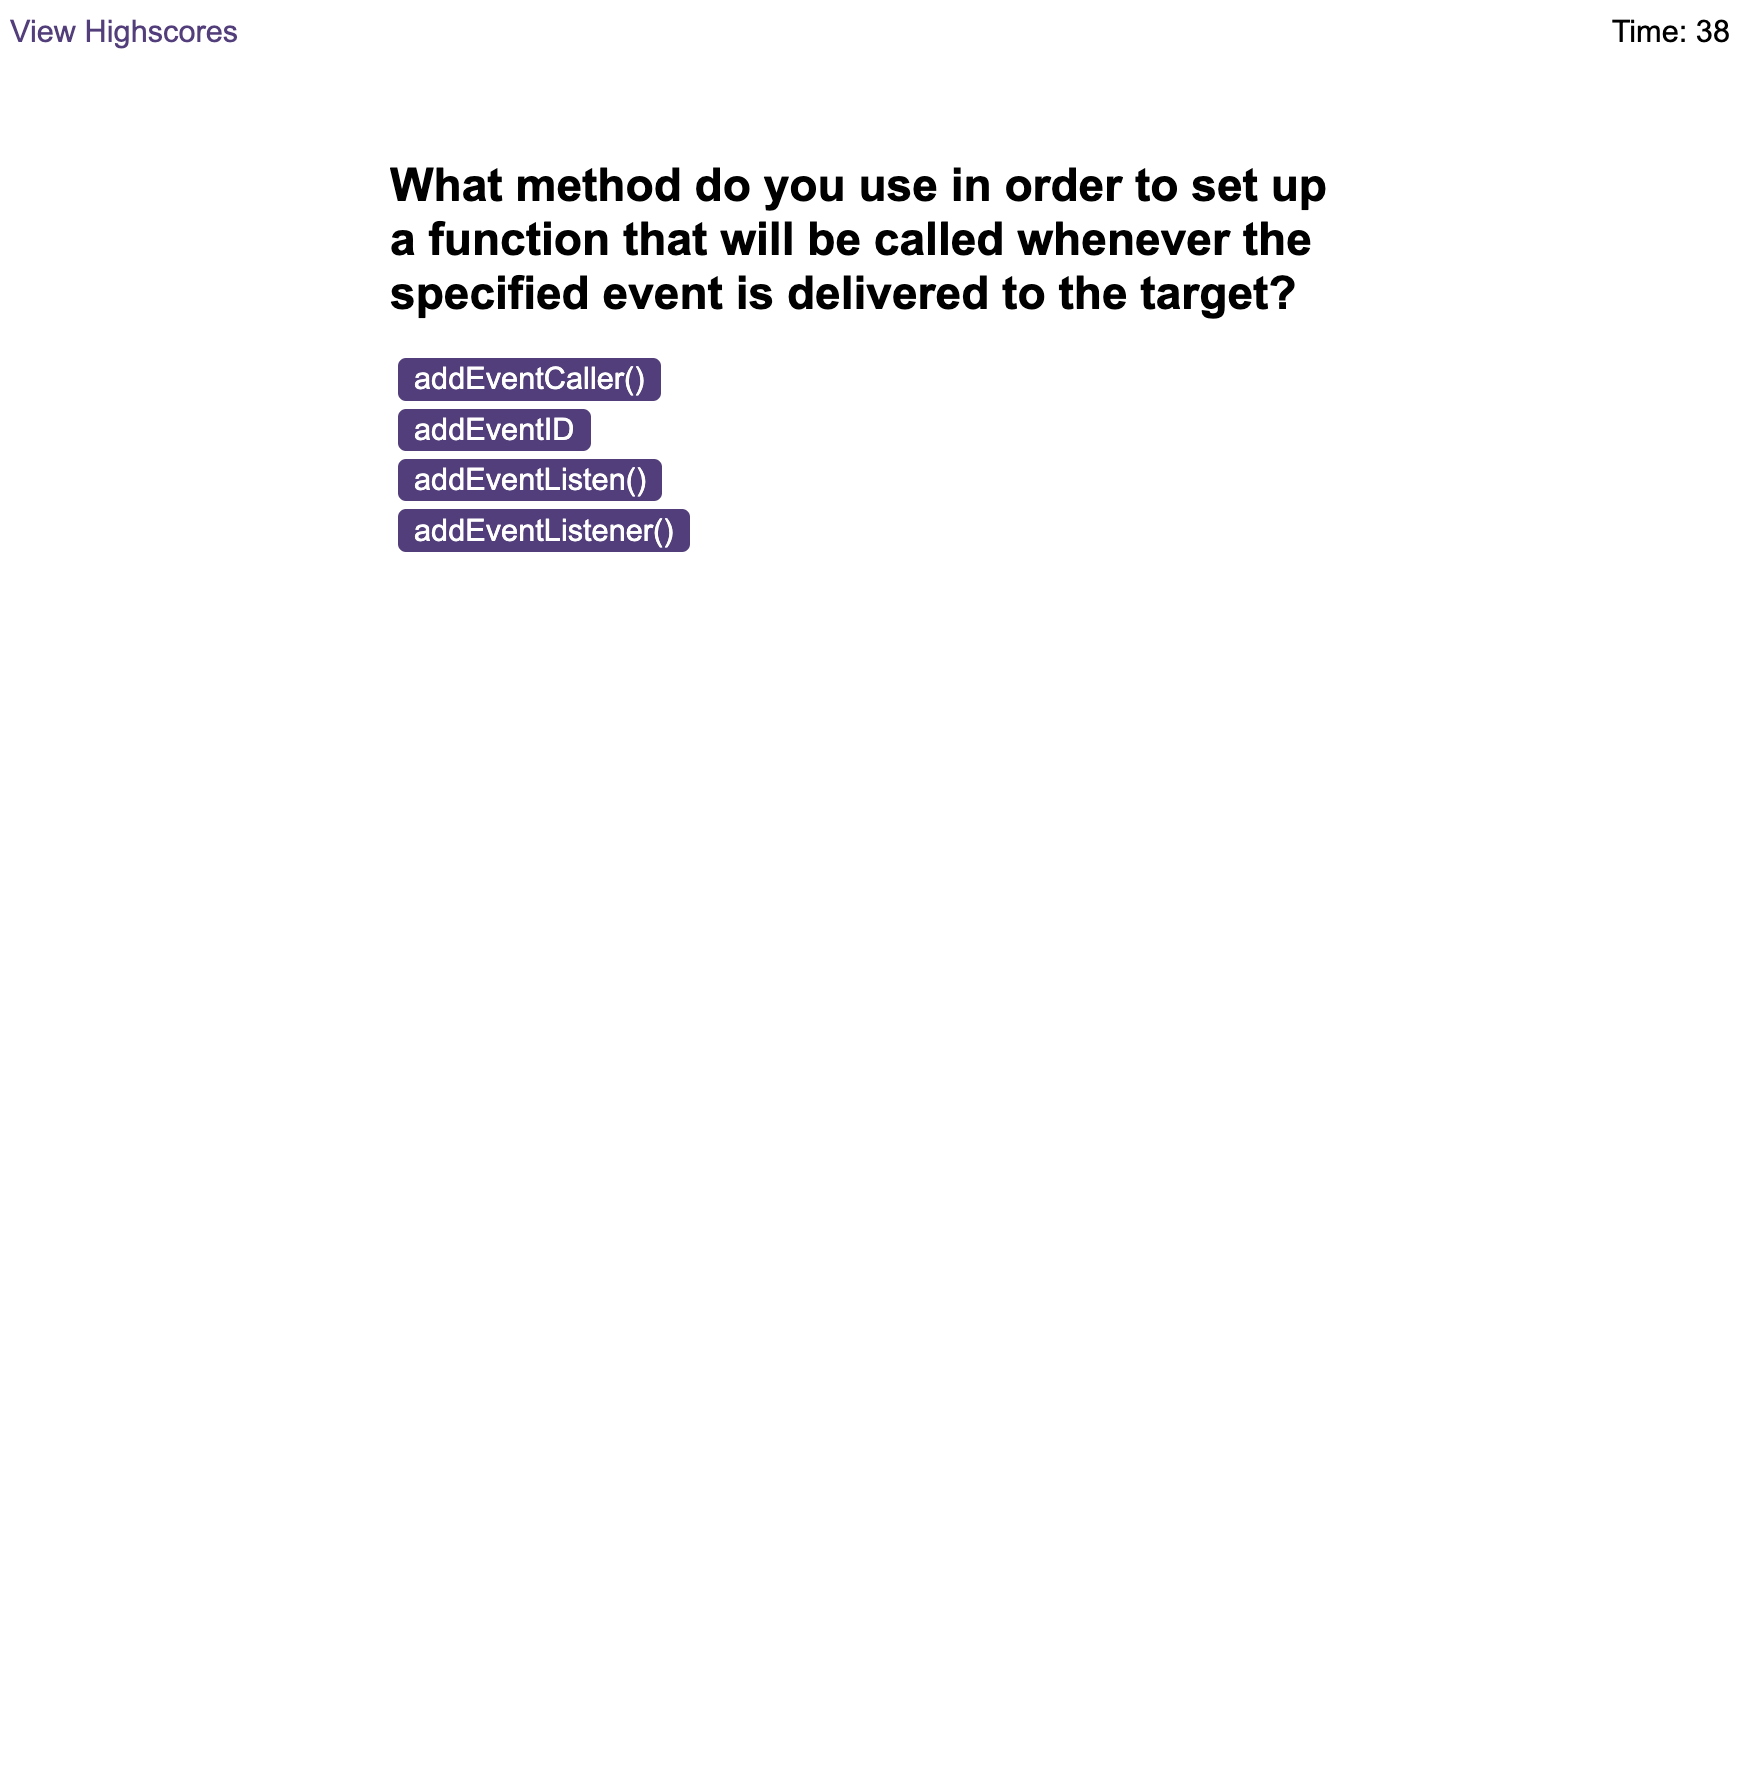 View Highscores
Time: 38
What method do you use in order to set up
a function that will be called whenever the
specified event is delivered to the target?
addEventCaller()
addEventID
addEventListen()
addEventListener()